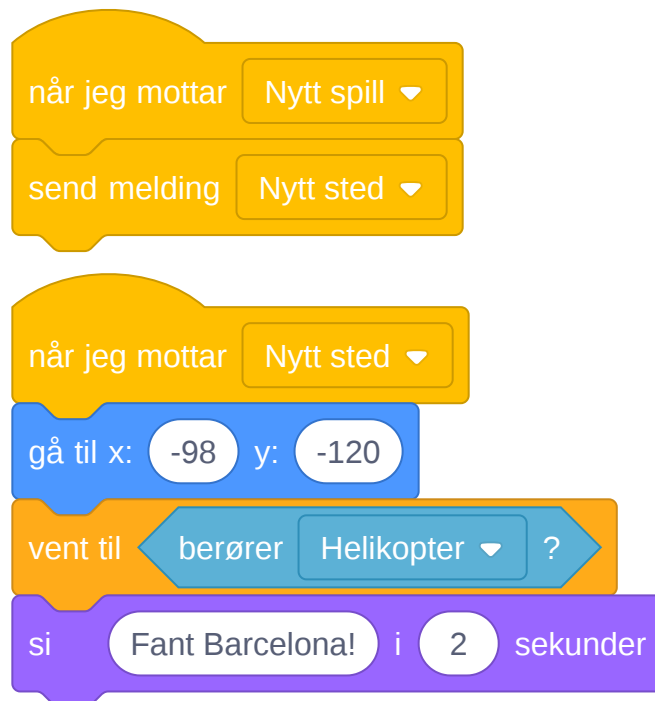 når jeg mottar Nytt spill
send melding Nytt sted
når jeg mottar Nytt sted
gå til x: -98 y: -120
vent til berører Helikopter ?
si Fant Barcelona! i 2 sekunder